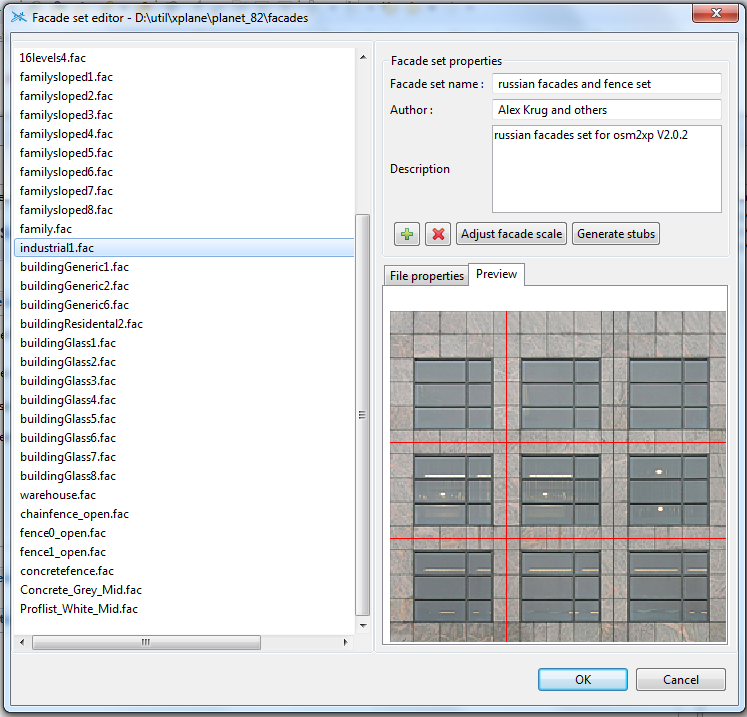 Facade set editor - D:\util\xplane\planet_82\facades
16levels4.fac
familysloped1.fac
familysloped2.fac
familysloped3.fac
familysloped4.fac
familysloped5.fac
familysloped6.fac
familysloped7.fac
familysloped8.fac
family.fac
industrial1.fac
buildingGeneric1.fac
buildingGeneric2.fac
buildingGeneric6.fac
buildingResidental2.fac
buildingGlass1.fac
buildingGlass2.fac
buildingGlass3.fac
buildingGlass4.fac
buildingGlass5.fac
buildingGlass6.fac
buildingGlass7.fac
buildingGlass8.fac
warehouse.fac
chainfence_open.fac
fence0_open.fac
fence1_open.fac
concretefence.fac
Concrete_Grey_Mid.fac
Proflist_White_Mid.fac
Facade set properties
Facade set name : russian facades and fence set
Author : Alex Krug and others
Description russian facades set for osm2xp V2.0.2
Adjust facade scale Generate stubs
File properties Preview
OK Cancel